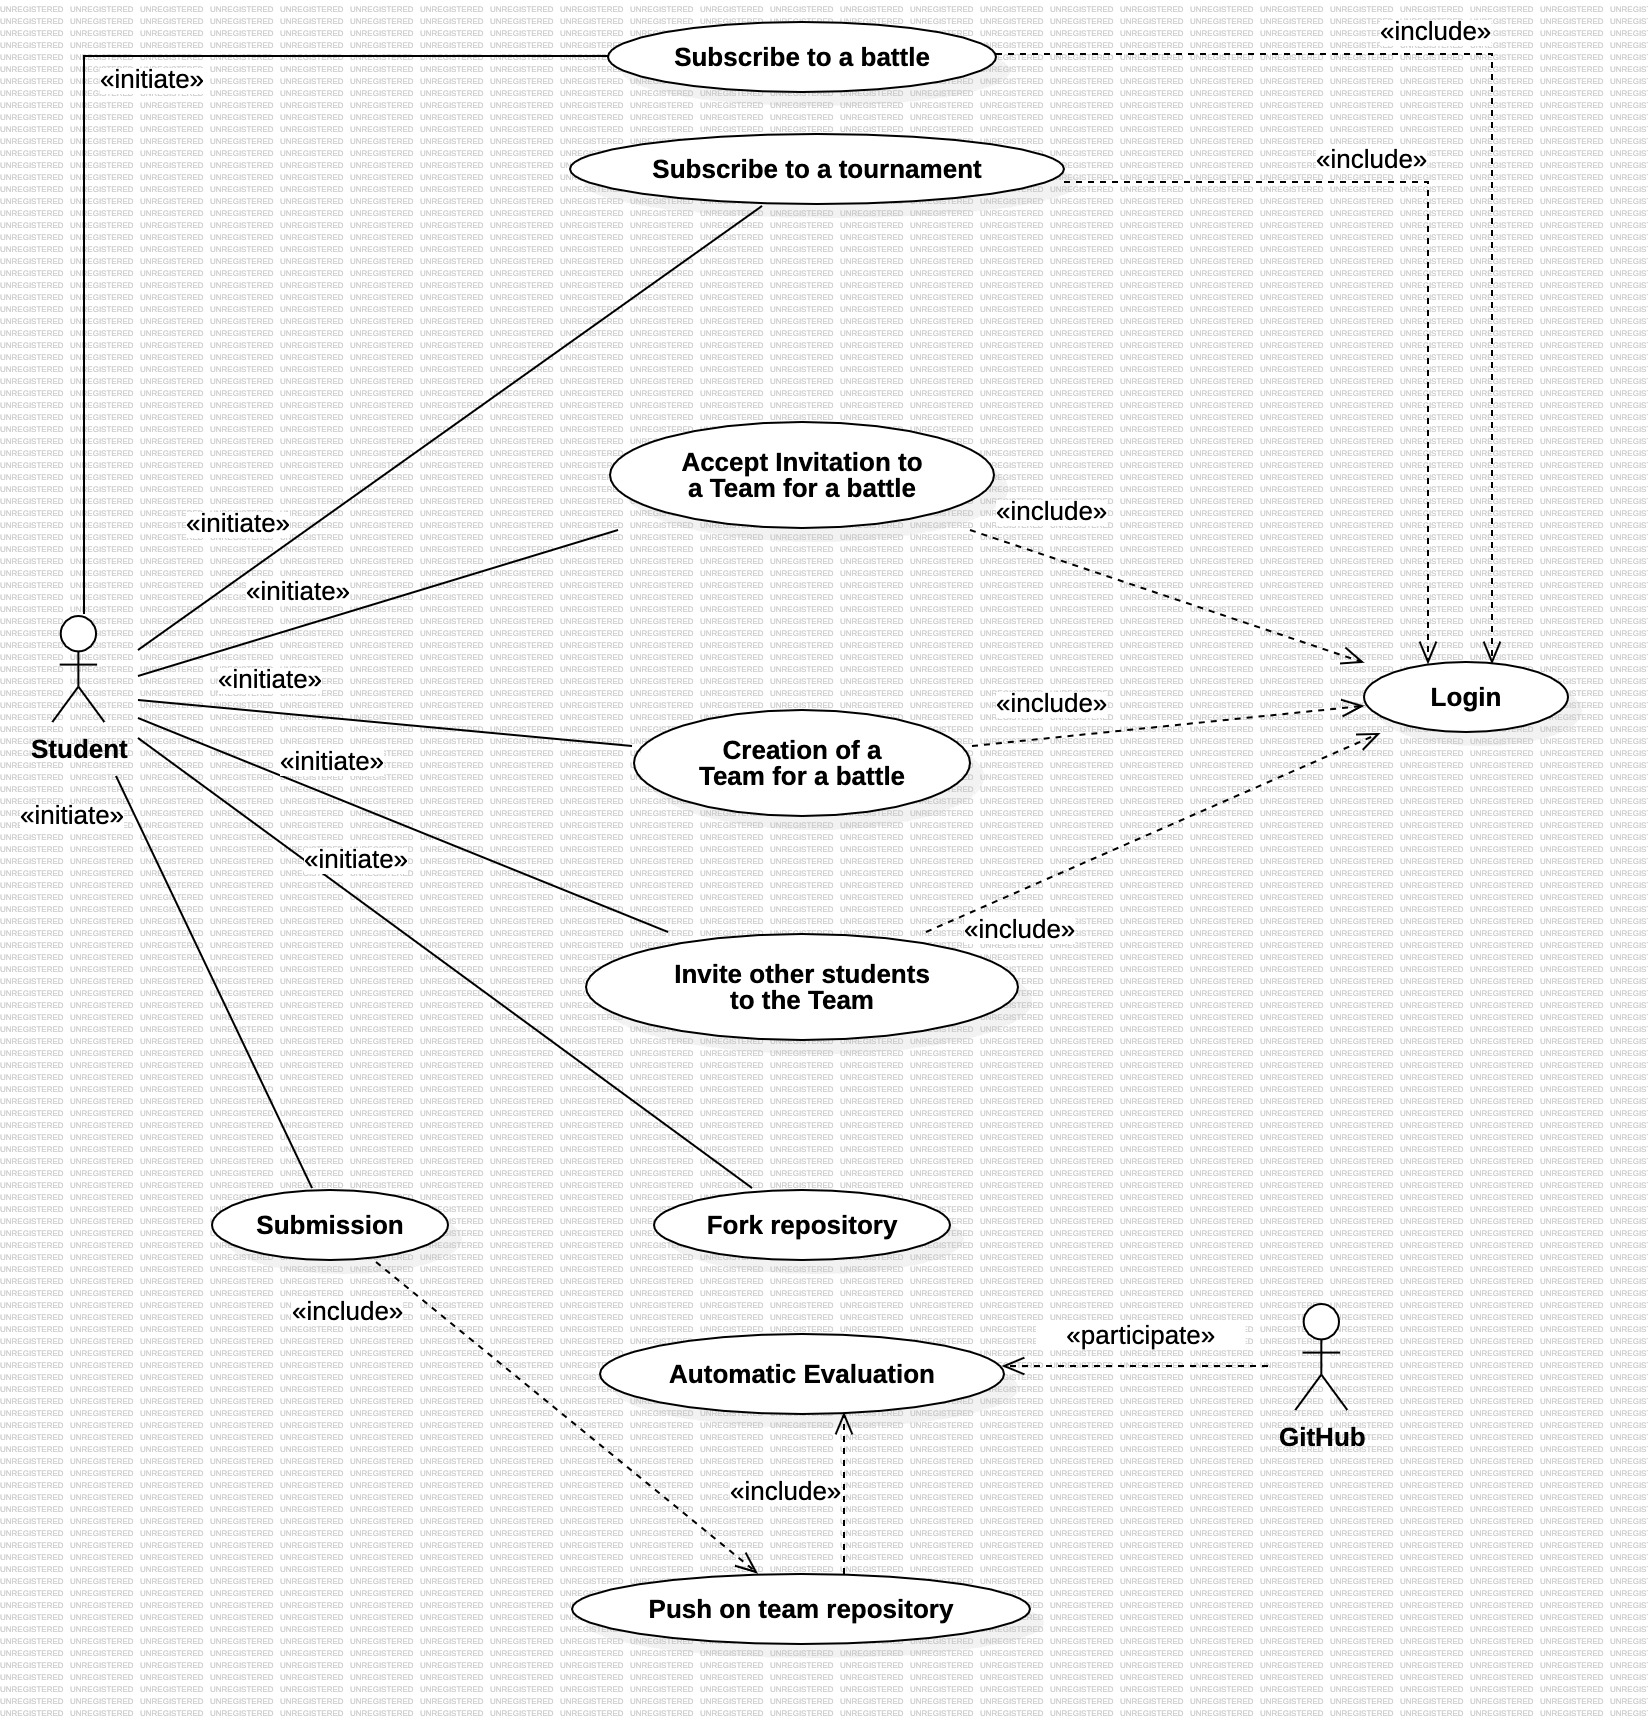 Subscribe to a battle
«include»
«initiate»
Subscribe to a tournament
«include»
Accept Invitation to
a Team for a battle
«include»
«initiate»
«initiate»
«initiate»
«include»
Login
Student
Creation of a
Team for a battle
«initiate»
«initiate»
«initiate»
«include»
Invite other students
to the Team
Submission
Fork repository
«include»
«participate»
Automatic Evaluation
GitHub
«include»
Push on team repository
UNREGISTERED